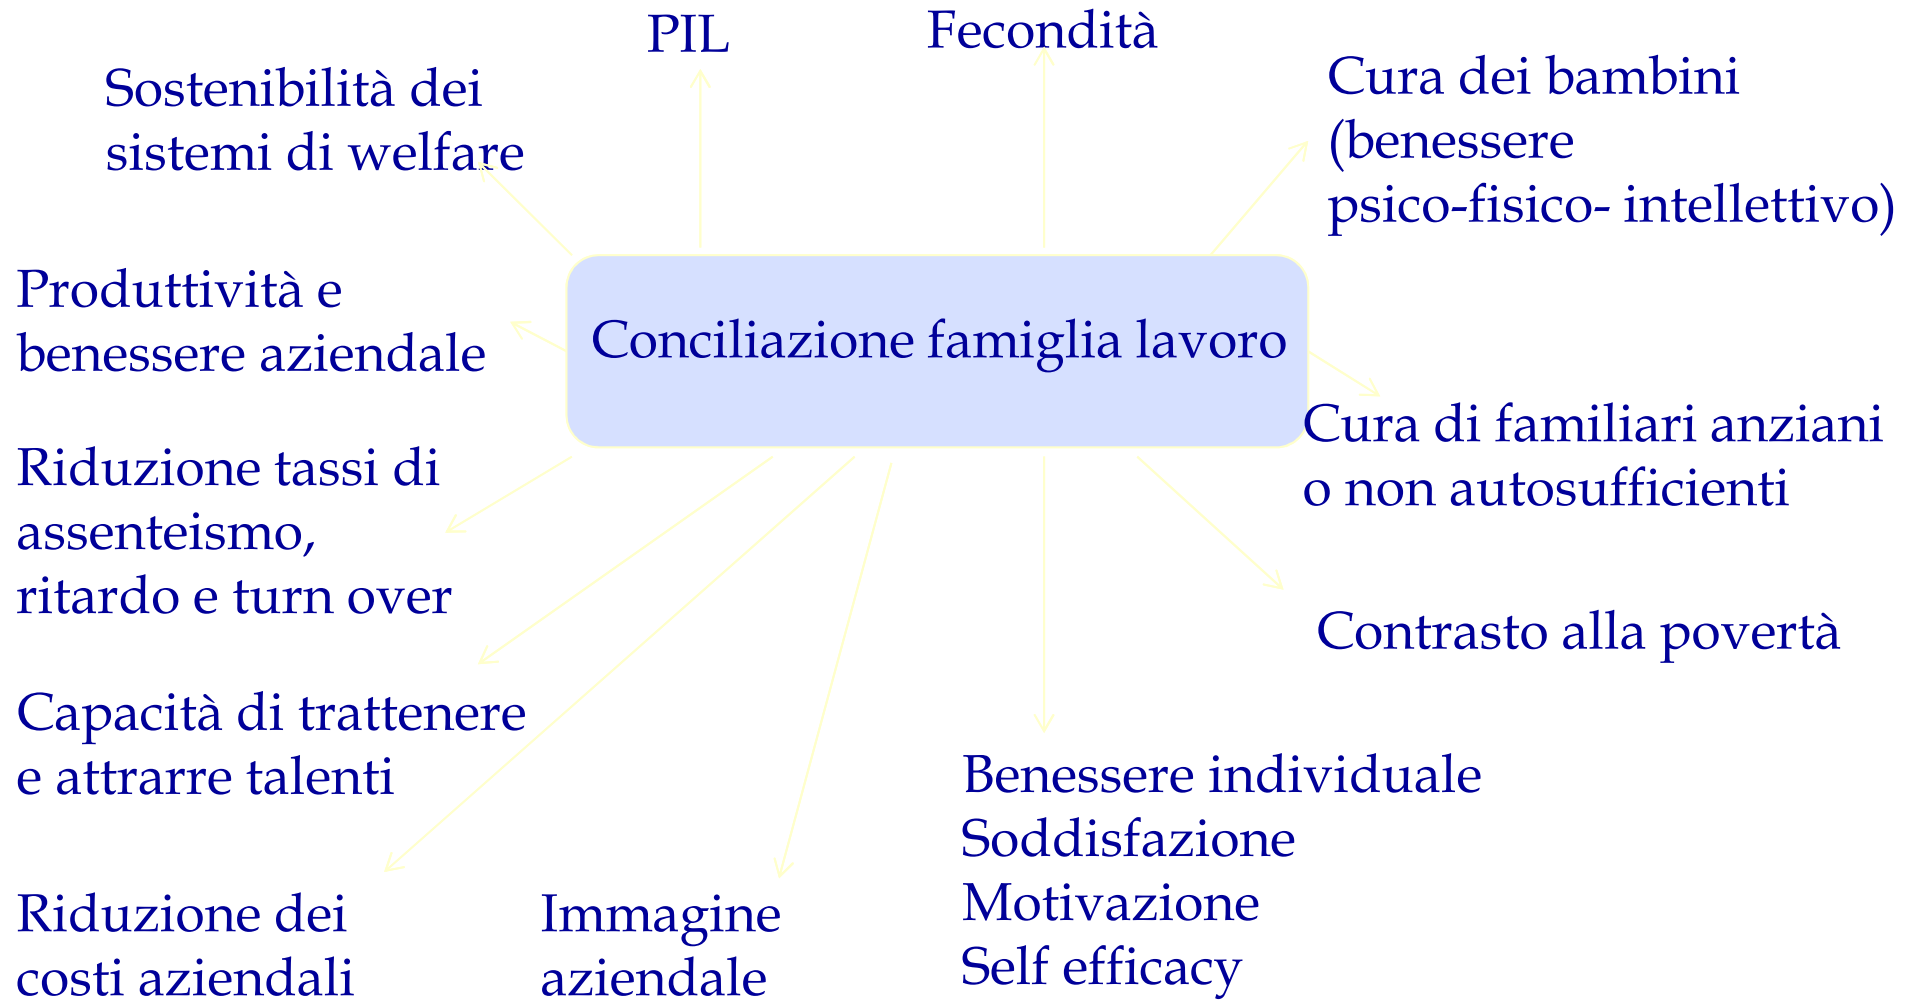 PIL
Fecondità
Sostenibilità dei
sistemi di welfare
Cura dei bambini
(benessere
psico-fisico- intellettivo)
Produttività e
benessere aziendale
Conciliazione famiglia lavoro
Cura di familiari anziani
o non autosufficienti
Riduzione tassi di
assenteismo,
ritardo e turn over
Contrasto alla povertà
Capacità di trattenere
e attrarre talenti
Benessere individuale
Soddisfazione
Motivazione
Self efficacy
Riduzione dei
costi aziendali
Immagine
aziendale